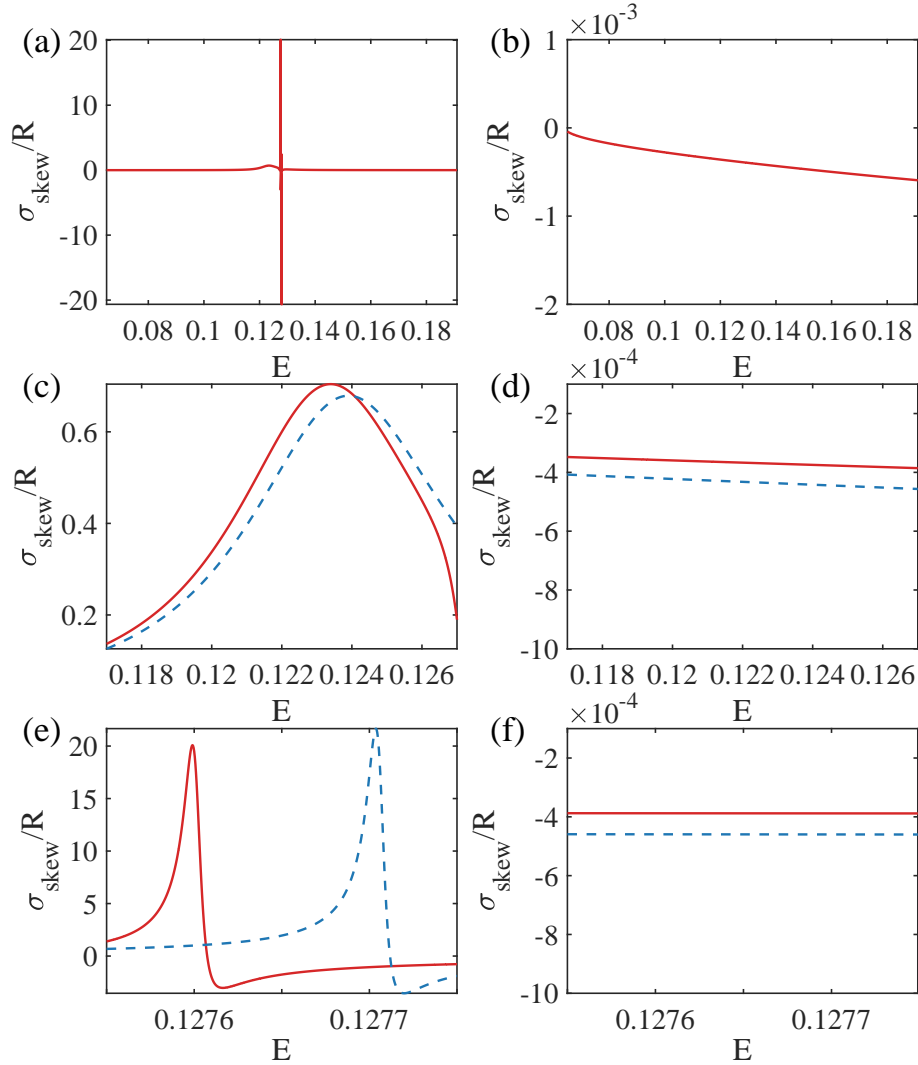 (a)
20
10
0
-10
-20
σskew/R
0.08 0.1 0.12 0.14 0.16 0.18
E
(b)
×10-3
1
0
-1
-2
σskew/R
0.08 0.1 0.12 0.14 0.16 0.18
E
(c)
0.6
0.4
0.2
σskew/R
0.118 0.12 0.122 0.124 0.126
E
(d)
×10-4
-2
-4
-6
-8
-10
σskew/R
0.118 0.12 0.122 0.124 0.126
E
(e)
20
15
10
5
0
σskew/R
0.1276 0.1277
E
(f)
×10-4
-2
-4
-6
-8
-10
σskew/R
0.1276 0.1277
E